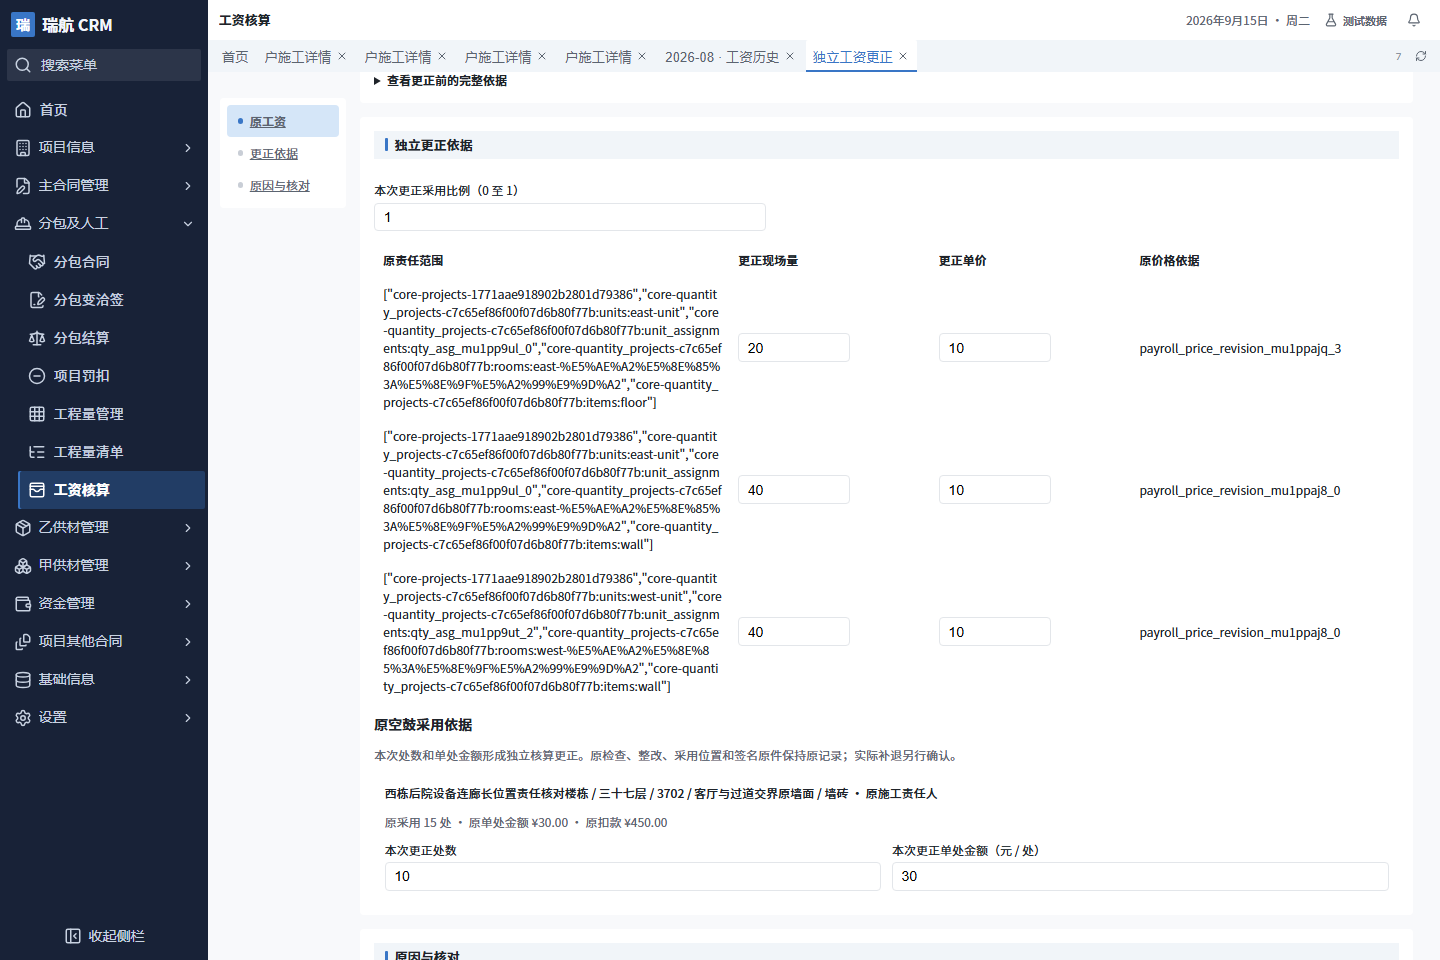 瑞 瑞航 CRM
搜索菜单
首页
项目信息
主合同管理
分包及人工
分包合同
分包变洽签
分包结算
项目罚扣
工程量管理
工程量清单
工资核算
乙供材管理
甲供材管理
资金管理
项目其他合同
基础信息
设置
收起侧栏
工资核算
2026年9月15日 • 周二 测试数据
首页 户施工详情 户施工详情 户施工详情 户施工详情 2026-08 · 工资历史 独立工资更正 7
原工资
更正依据
原因与核对
查看更正前的完整依据
独立更正依据
本次更正采用比例（0 至 1）
1
原责任范围 更正现场量 更正单价 原价格依据
["core-projects-1771aae918902b2801d79386","core-quantit
y_projects-c7c65ef86f00f07d6b80f77b:units:east-unit","core
-quantity_projects-c7c65ef86f00f07d6b80f77b:unit_assignm
ents:qty_asg_mu1pp9ul_0","core-quantity_projects-c7c65ef
86f00f07d6b80f77b:rooms:east-%E5%AE%A2%E5%8E%85%
3A%E5%8E%9F%E5%A2%99%E9%9D%A2","core-quantity_
projects-c7c65ef86f00f07d6b80f77b:items:floor"]
20 10 payroll_price_revision_mu1ppajq_3
["core-projects-1771aae918902b2801d79386","core-quantit
y_projects-c7c65ef86f00f07d6b80f77b:units:east-unit","core
-quantity_projects-c7c65ef86f00f07d6b80f77b:unit_assignm
ents:qty_asg_mu1pp9ul_0","core-quantity_projects-c7c65ef
86f00f07d6b80f77b:rooms:east-%E5%AE%A2%E5%8E%85%
3A%E5%8E%9F%E5%A2%99%E9%9D%A2","core-quantity_
projects-c7c65ef86f00f07d6b80f77b:items:wall"]
40 10 payroll_price_revision_mu1ppaj8_0
["core-projects-1771aae918902b2801d79386","core-quantit
y_projects-c7c65ef86f00f07d6b80f77b:units:west-unit","core
-quantity_projects-c7c65ef86f00f07d6b80f77b:unit_assignm
ents:qty_asg_mu1pp9ut_2","core-quantity_projects-c7c65e
f86f00f07d6b80f77b:rooms:west-%E5%AE%A2%E5%8E%8
5%3A%E5%8E%9F%E5%A2%99%E9%9D%A2","core-quanti
ty_projects-c7c65ef86f00f07d6b80f77b:items:wall"]
40 10 payroll_price_revision_mu1ppaj8_0
原空鼓采用依据
本次处数和单处金额形成独立核算更正。原检查、整改、采用位置和签名原件保持原记录；实际补退另行确认。
西栋后院设备连廊长位置责任核对楼栋 / 三十七层 / 3702 / 客厅与过道交界原墙面 / 墙砖 • 原施工责任人
原采用 15 处 • 原单处金额 ¥30.00 • 原扣款 ¥450.00
本次更正处数 本次更正单处金额（元 / 处）
10 30
原因与核对